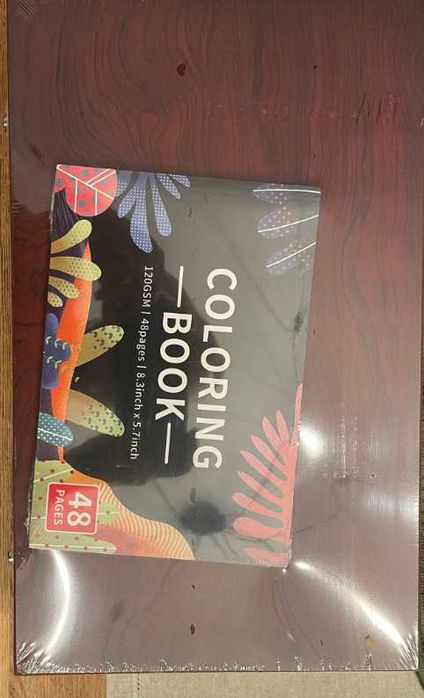 COLORING
—BOOK—
120GSM | 48pages | 8.3inch x 5.7inch
48
PAGES